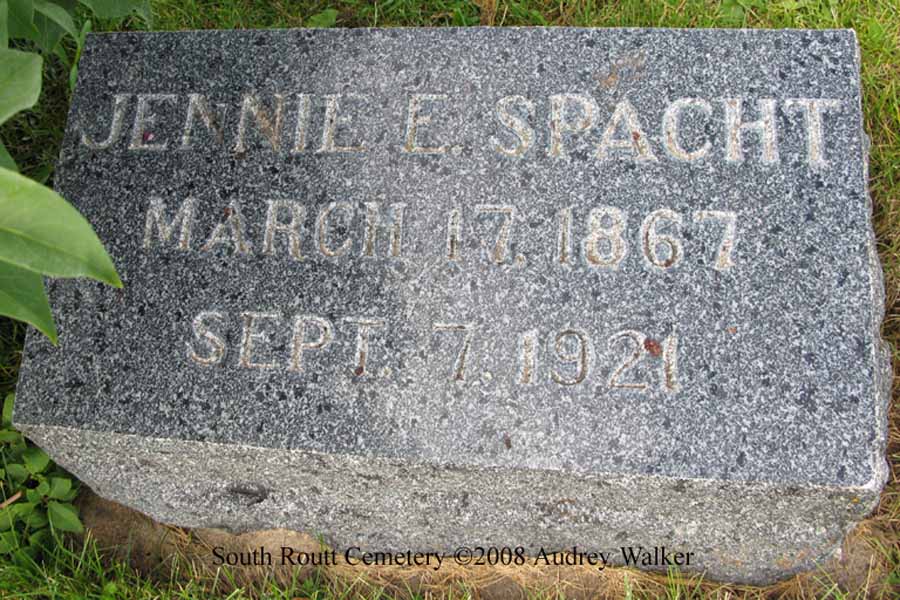 JENNIE E. SPACHT
MARCH 17. 1867
SEPT. 7. 1921
South Routt Cemetery ©2008 Audrey Walker